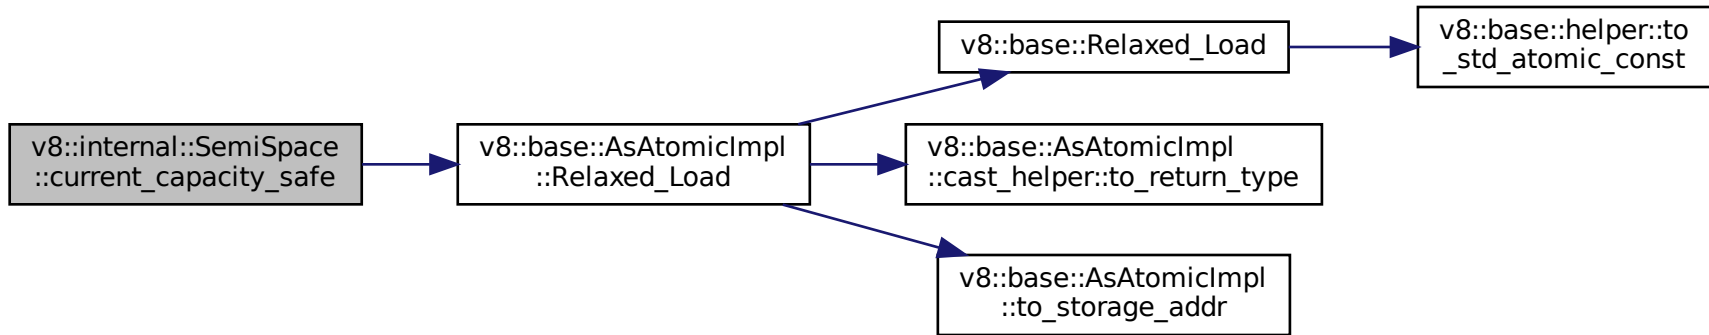 v8::internal::SemiSpace
::current_capacity_safe
v8::base::AsAtomicImpl
::Relaxed_Load
v8::base::Relaxed_Load
v8::base::helper::to
_std_atomic_const
v8::base::AsAtomicImpl
::cast_helper::to_return_type
v8::base::AsAtomicImpl
::to_storage_addr